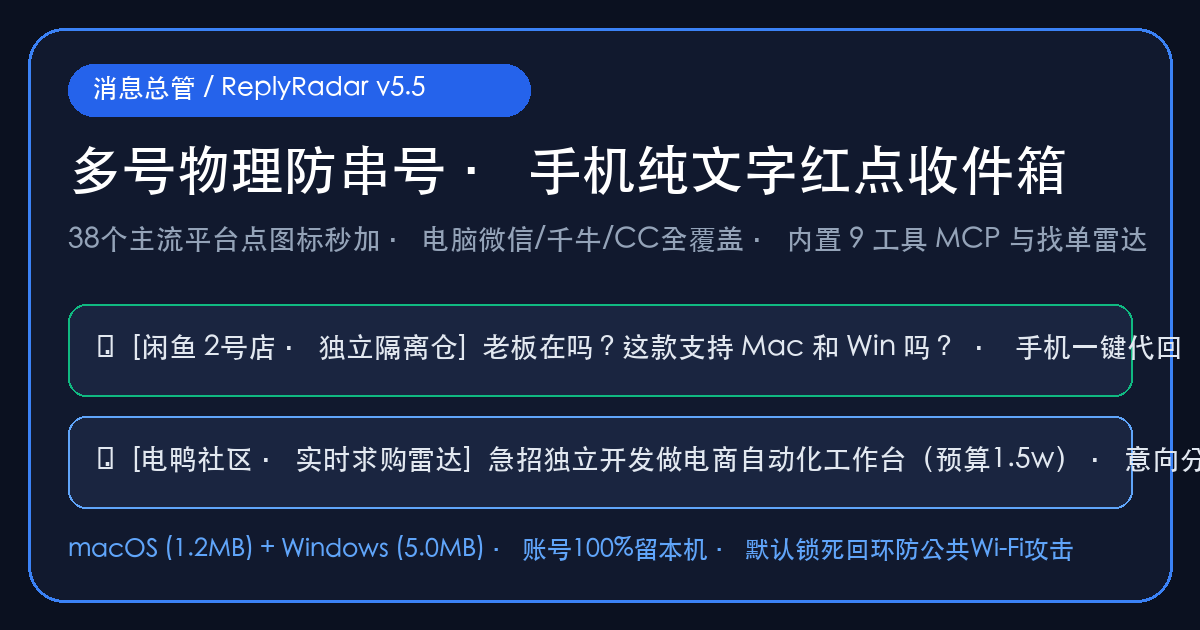 消息总管 / ReplyRadar v5.5
多号物理防串号 · 手机纯文字红点收件箱
38个主流平台点图标秒加 · 电脑微信/千牛/CC全覆盖 · 内置 9 工具 MCP 与找单雷达
[闲鱼 2号店 · 独立隔离仓] 老板在吗？这款支持 Mac 和 Win 吗？ · 手机一键代回
[电鸭社区 · 实时求购雷达] 急招独立开发做电商自动化工作台（预算1.5w） · 意向分
macOS (1.2MB) + Windows (5.0MB) · 账号100%留本机 · 默认锁死回环防公共Wi-Fi攻击